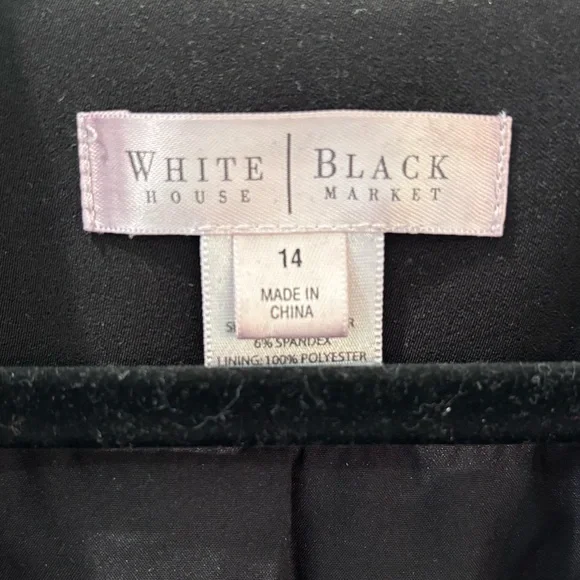 WHITE | BLACK
HOUSE MARKET
14
MADE IN
CHINA
6% SPANDEX
LINING: 100% POLYESTER